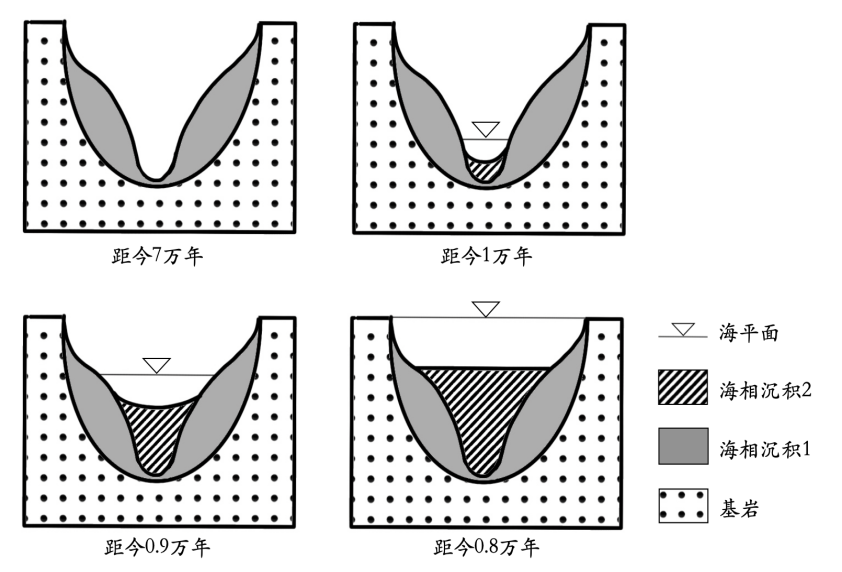 距今7万年
距今1万年
海平面
海相沉积2
海相沉积1
基岩
距今0.9万年
距今0.8万年